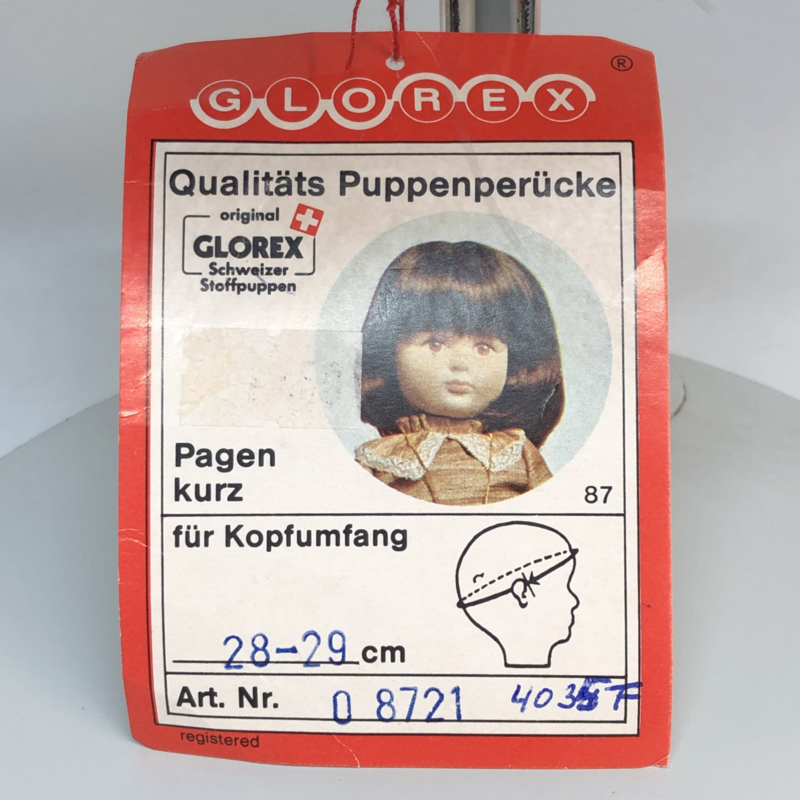 GLOREX ®
Qualitäts Puppenperücke
original
GLOREX
Schweizer
Stoffpuppen
Pagen
kurz
87
für Kopfumfang
28-29 cm
Art. Nr. 0 8721
registered